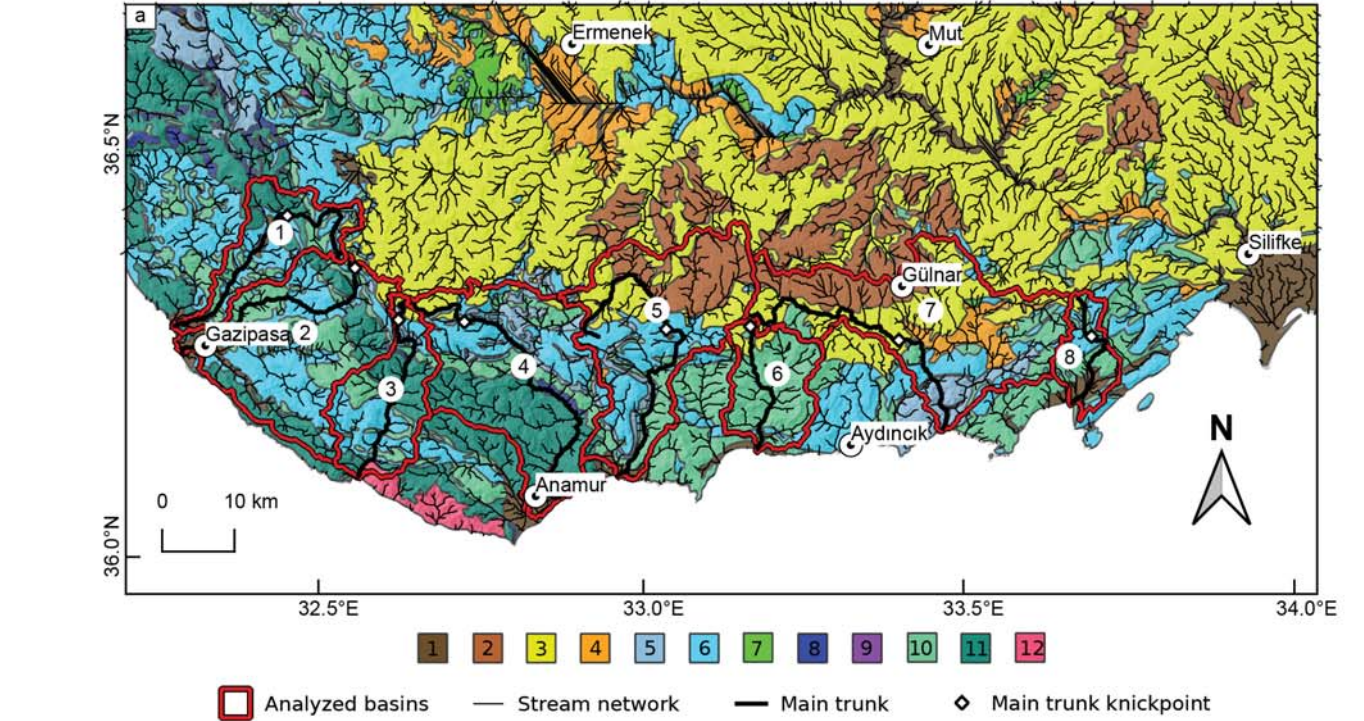 a
Ermenek
Mut
36.5°N
1
Silifke
Gülnar
5
7
Gazipasa 2
8
4
6
3
N
Aydıncık
Anamur
0 10 km
36.0°N
32.5°E 33.0°E 33.5°E 34.0°E
1 2 3 4 5 6 7 8 9 10 11 12
Analyzed basins Stream network Main trunk Main trunk knickpoint